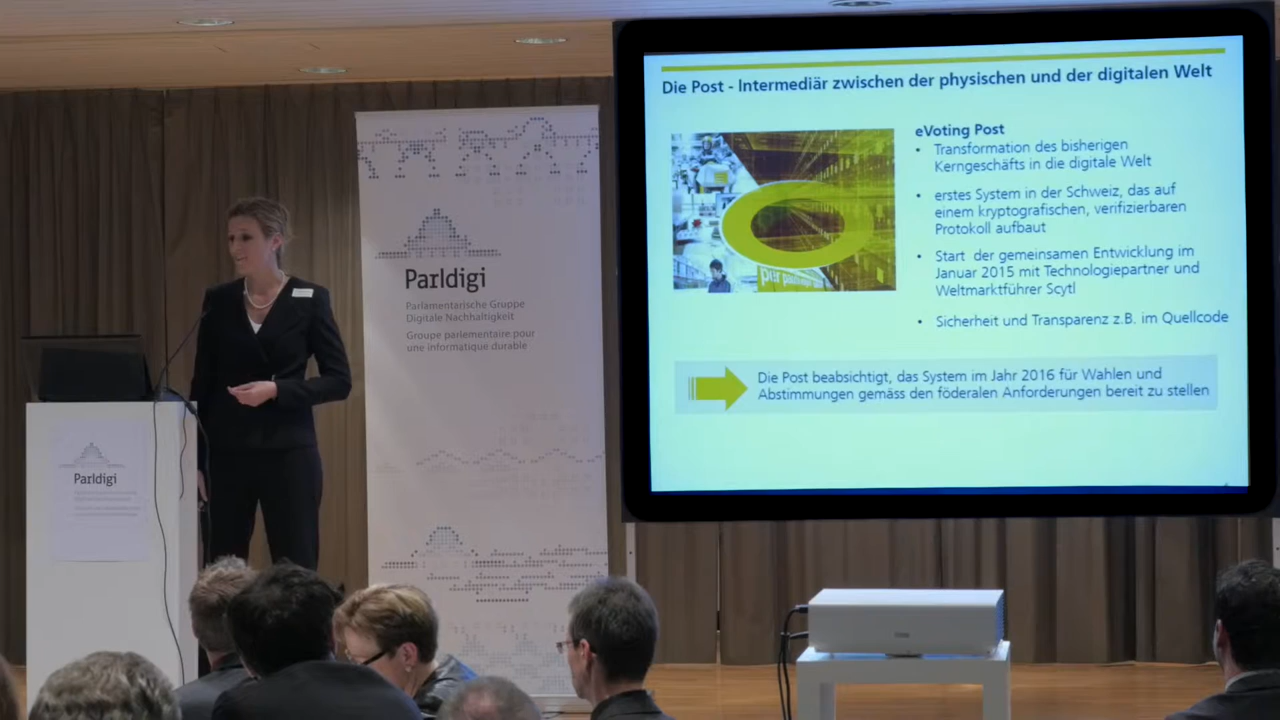 Die Post - Intermediär zwischen der physischen und der digitalen Welt
eVoting Post
• Transformation des bisherigen
Kerngeschäfts in die digitale Welt
• erstes System in der Schweiz, das auf
einem kryptografischen, verifizierbaren
Protokoll aufbaut
• Start der gemeinsamen Entwicklung im
Januar 2015 mit Technologiepartner und
Weltmarktführer Scytl
• Sicherheit und Transparenz z.B. im Quellcode
Die Post beabsichtigt, das System im Jahr 2016 für Wahlen und
Abstimmungen gemäss den föderalen Anforderungen bereit zu stellen
Parldigi
Parlamentarische Gruppe
Digitale Nachhaltigkeit
Groupe parlementaire pour
une informatique durable
Parldigi